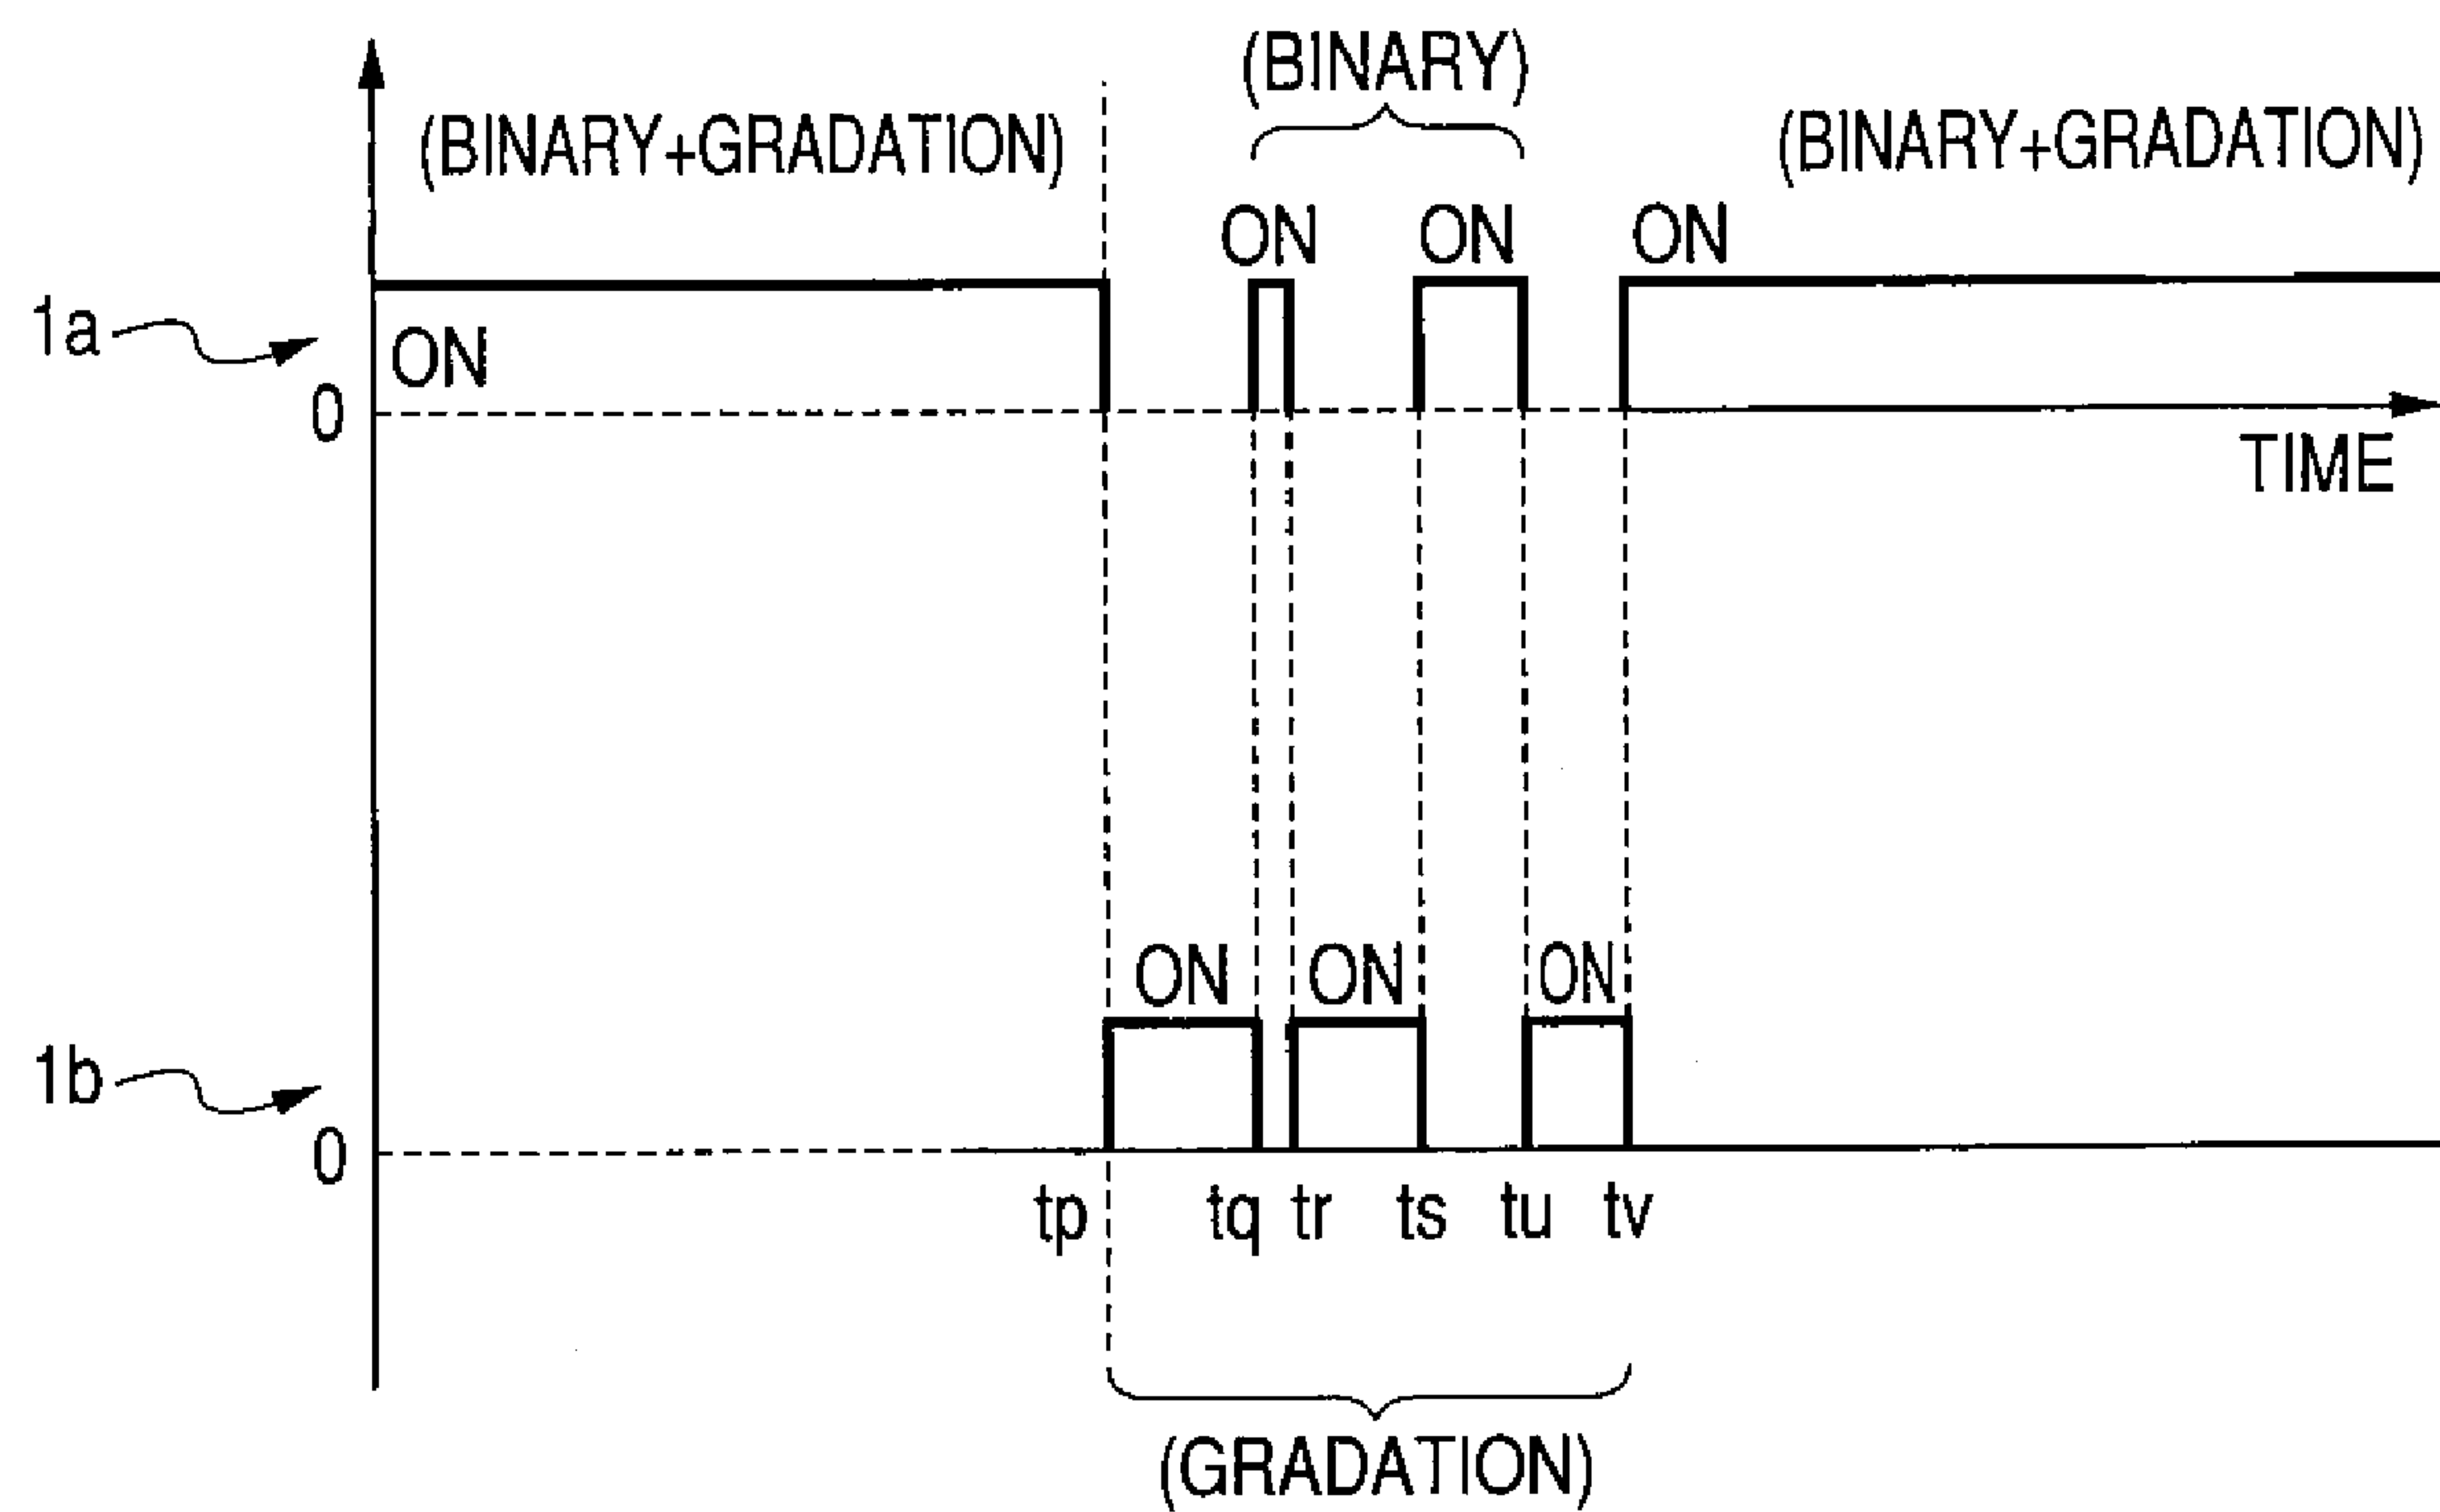 (BINARY)
(BINARY+GRADATION)
(BINARY+GRADATION)
ON
ON
ON
1a
ON
0
TIME
ON
ON
ON
1b
0
tp
tq
tr
ts
tu
tv
(GRADATION)